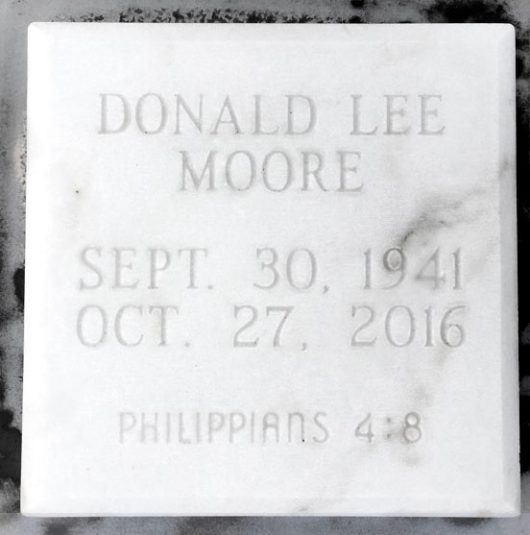 DONALD LEE
MOORE
SEPT. 30, 1941
OCT. 27, 2016
PHILIPPIANS 4:8